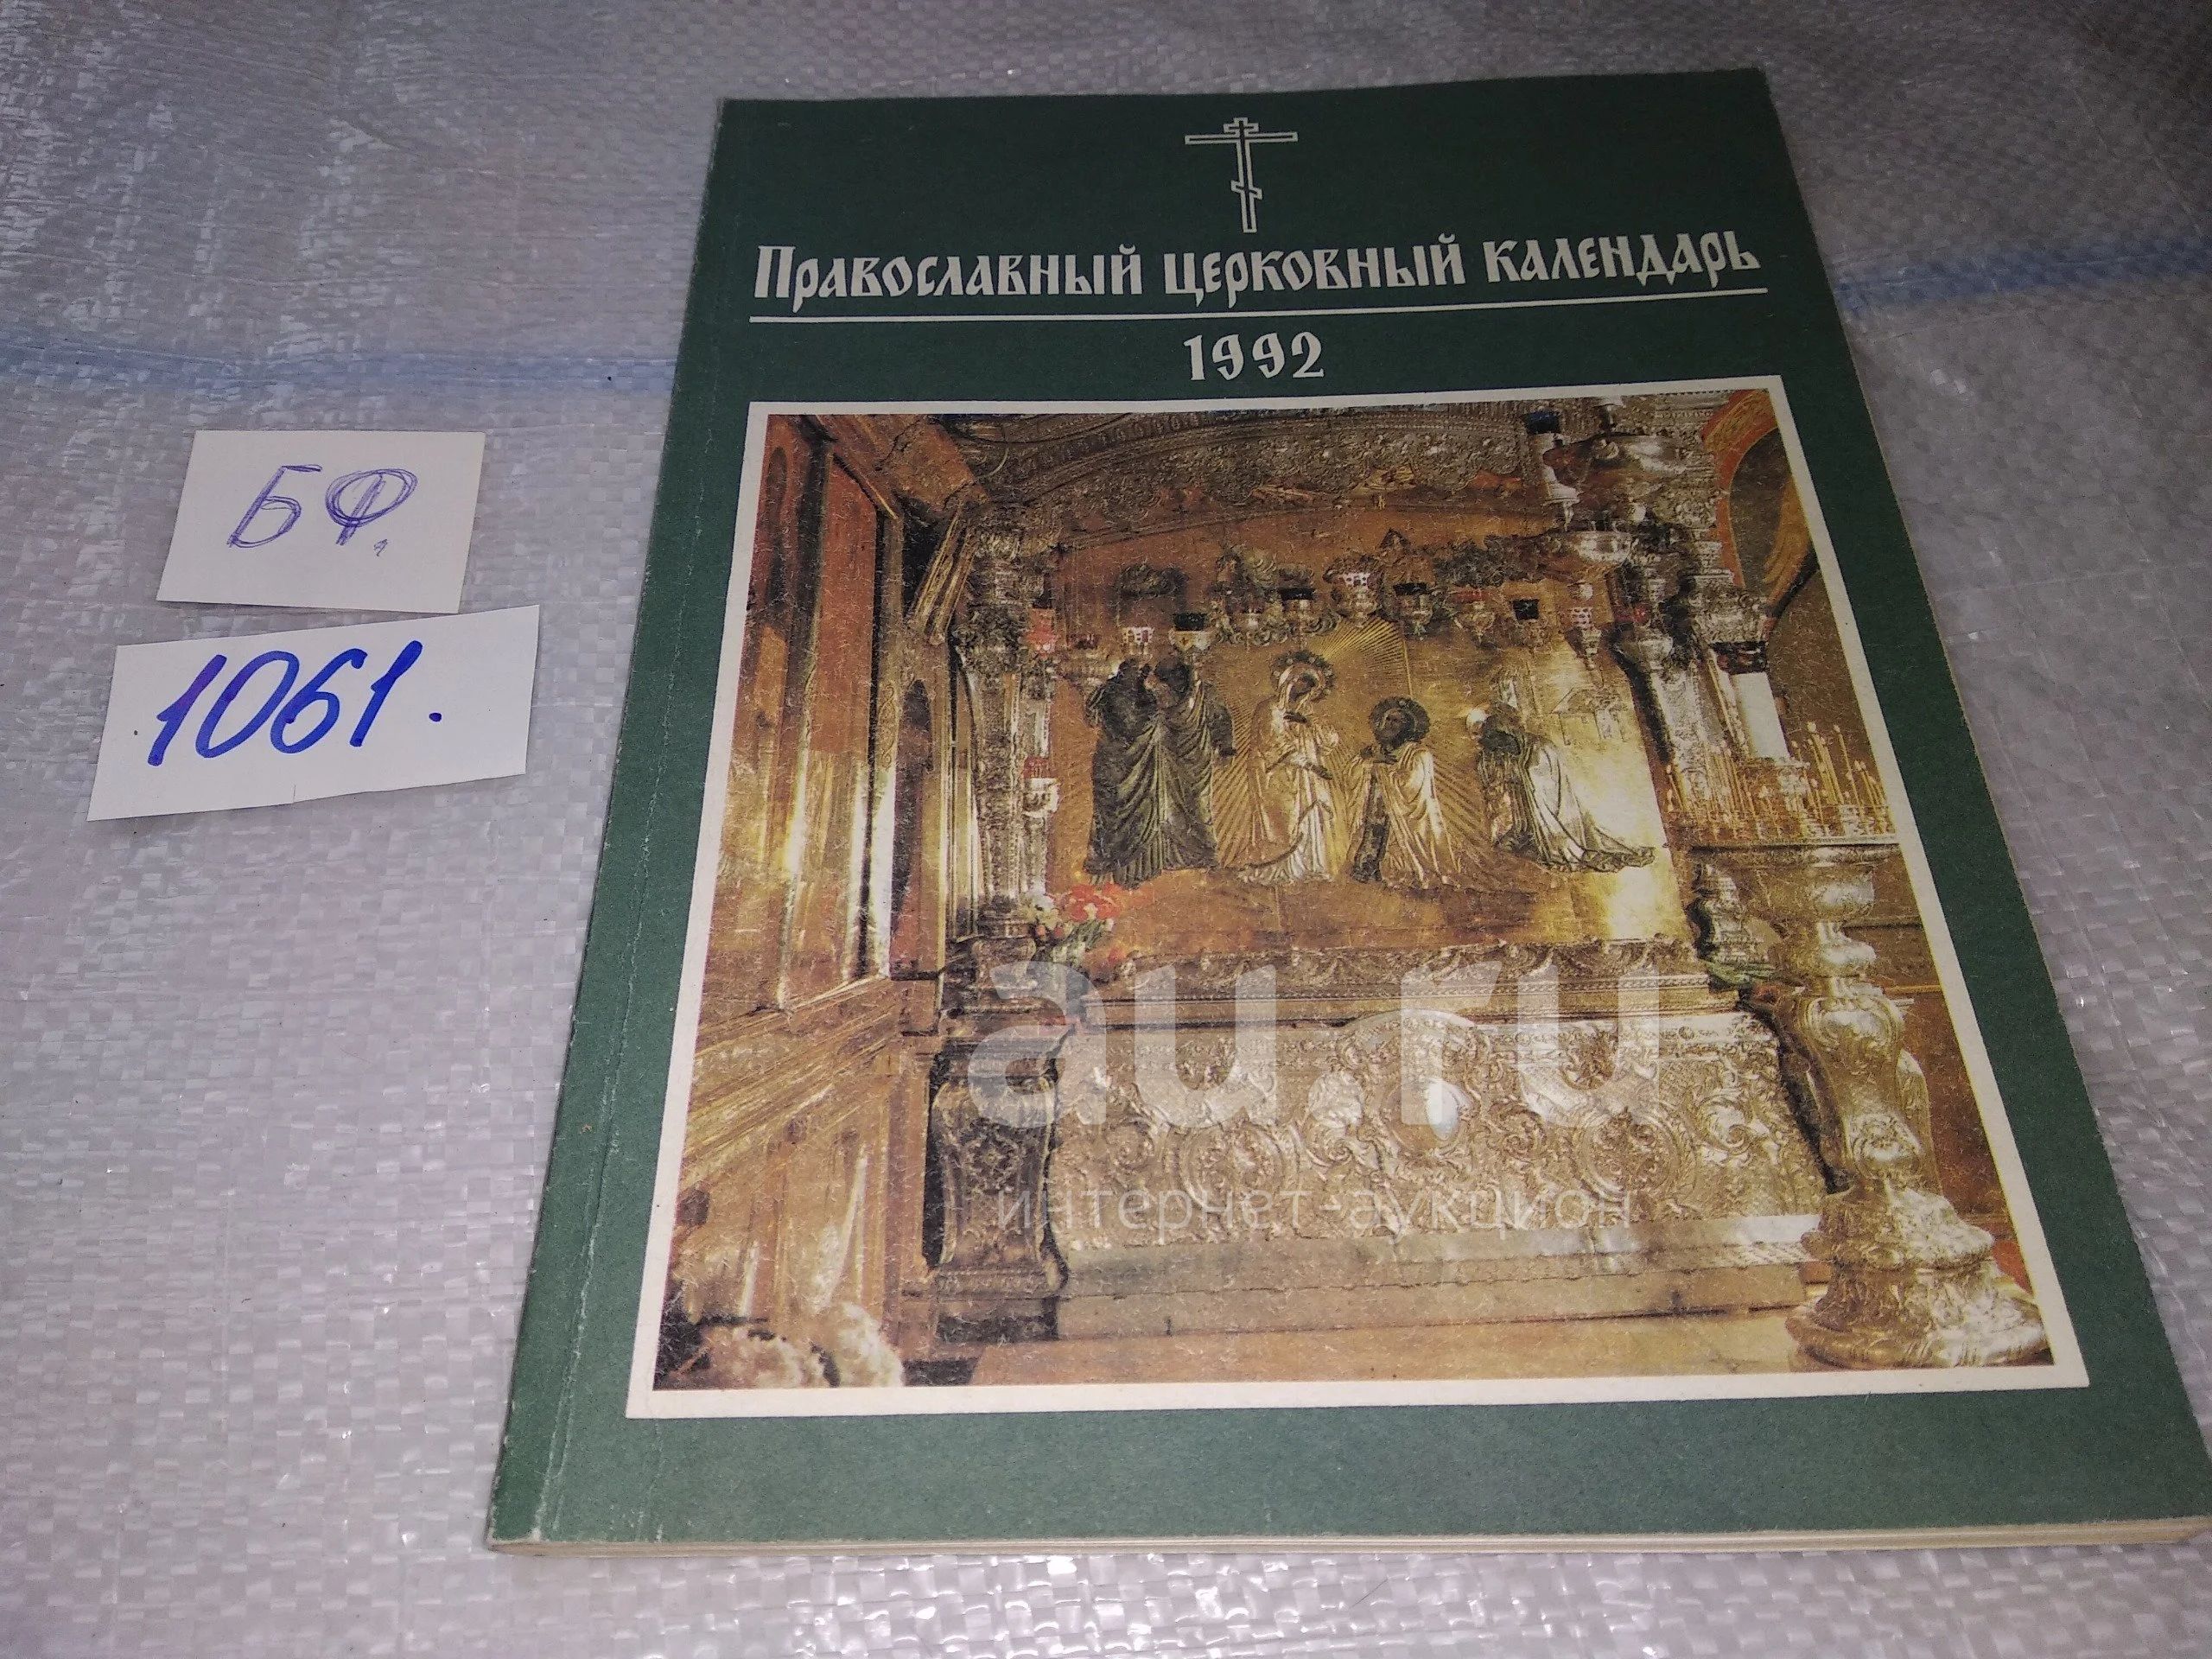 Православный церковный календарь
1992
БФ.
1061.
au.ru
интернет-аукцион